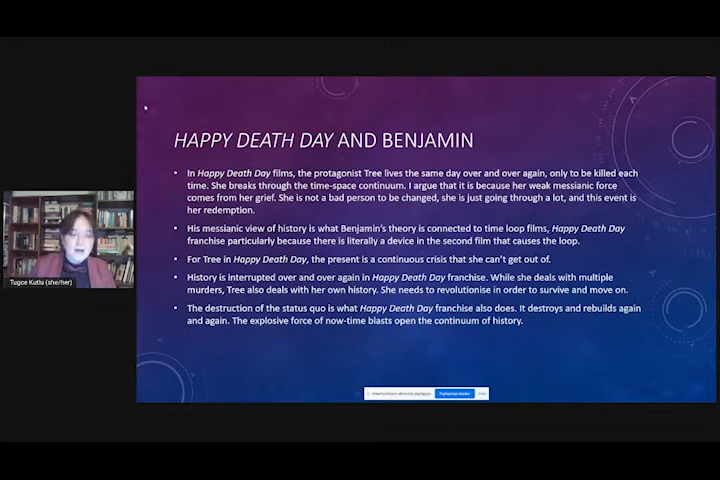 HAPPY DEATH DAY AND BENJAMIN
• In Happy Death Day films, the protagonist Tree lives the same day over and over again, only to be killed each
time. She breaks through the time-space continuum. I argue that it is because her weak messianic force
comes from her grief. She is not a bad person to be changed, she is just going through a lot, and this event is
her redemption.
• His messianic view of history is what Benjamin's theory is connected to time loop films, Happy Death Day
franchise particularly because there is literally a device in the second film that causes the loop.
• For Tree in Happy Death Day, the present is a continuous crisis that she can't get out of.
• History is interrupted over and over again in Happy Death Day franchise. While she deals with multiple
murders, Tree also deals with her own history. She needs to revolutionise in order to survive and move on.
• The destruction of the status quo is what Happy Death Day franchise also does. It destroys and rebuilds again
and again. The explosive force of now-time blasts open the continuum of history.
Tugce Kutlu (she/her)